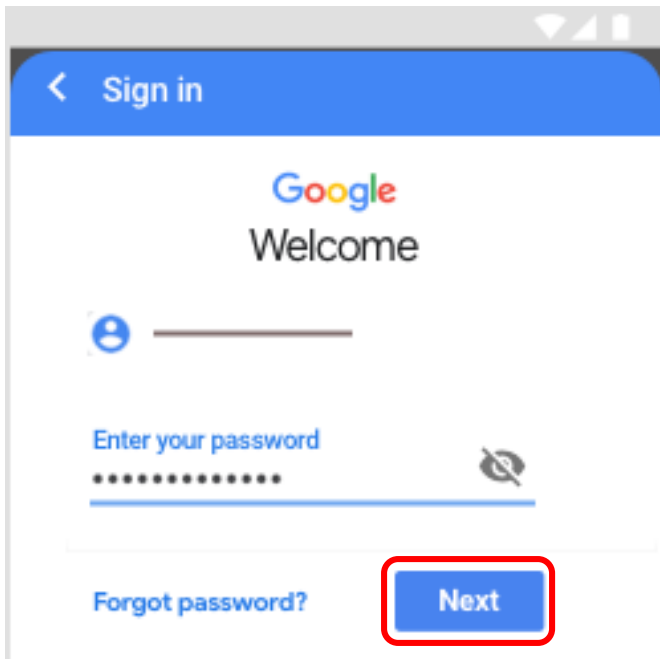 Sign in
Google
Welcome
Enter your password
•••••••••••••
Forgot password?
Next